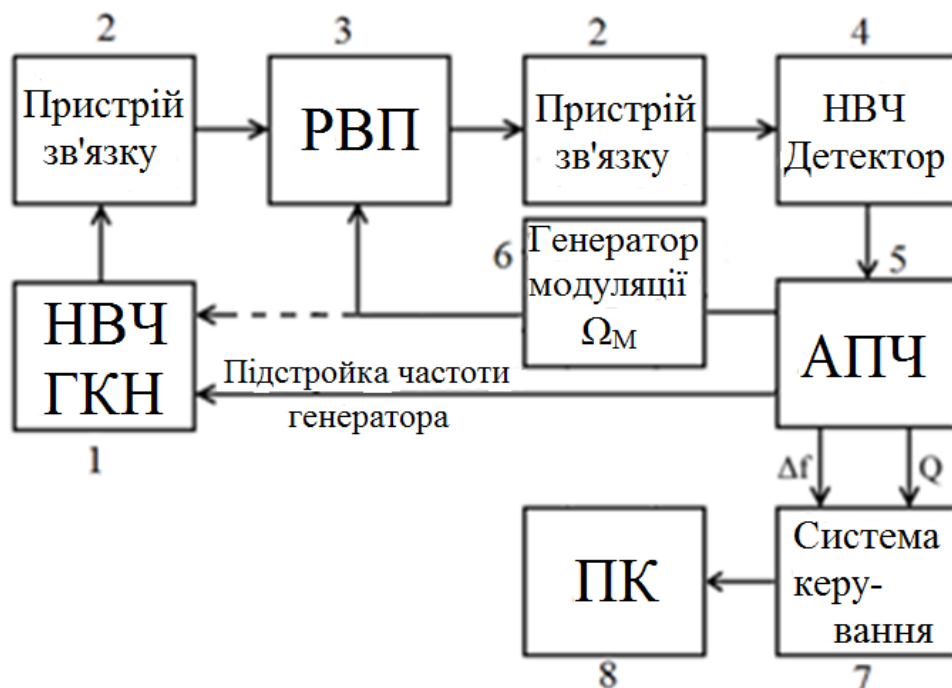 2
3
2
4
Пристрій
зв'язку
РВП
Пристрій
зв'язку
НВЧ
Детектор
6
Генератор
модуляції
Ωм
5
НВЧ
ГКН
АПЧ
Підстройка частоти
генератора
1
Δf
Q
ПК
Система
керу-
вання
8
7